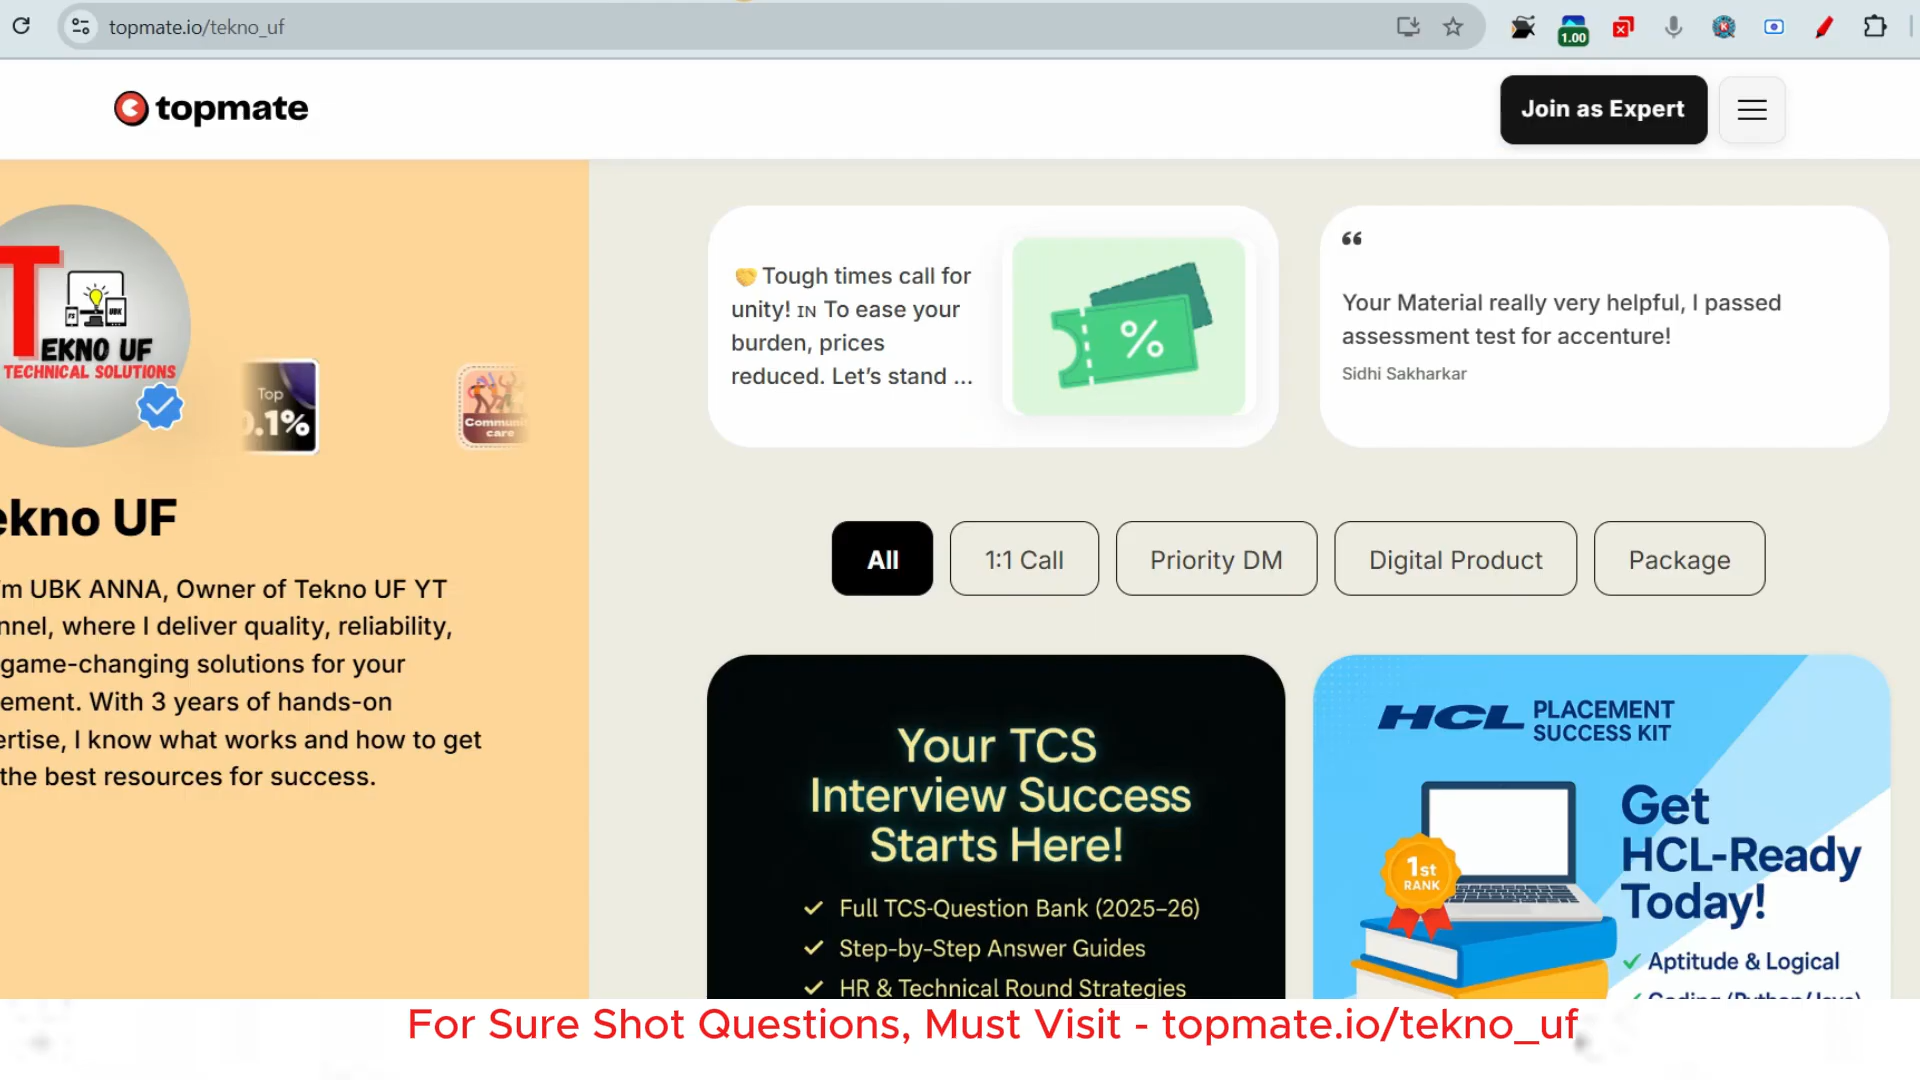 topmate.io/tekno_uf
1.00
topmate
Join as Expert
T
EKNO UF
TECHNICAL SOLUTIONS
Top
0.1%
Communi
care
ekno UF
'm UBK ANNA, Owner of Tekno UF YT
nnel, where I deliver quality, reliability,
game-changing solutions for your
ement. With 3 years of hands-on
ertise, I know what works and how to get
the best resources for success.
🤝 Tough times call for
unity! IN To ease your
burden, prices
reduced. Let's stand ...
%
“
Your Material really very helpful, I passed
assessment test for accenture!
Sidhi Sakharkar
All
1:1 Call
Priority DM
Digital Product
Package
Your TCS
Interview Success
Starts Here!
✓ Full TCS-Question Bank (2025–26)
✓ Step-by-Step Answer Guides
✓ HR & Technical Round Strategies
HCL PLACEMENT
SUCCESS KIT
Get
HCL-Ready
Today!
1st
RANK
✓ Aptitude & Logical
✓ Coding (Python/Java)
For Sure Shot Questions, Must Visit - topmate.io/tekno_uf